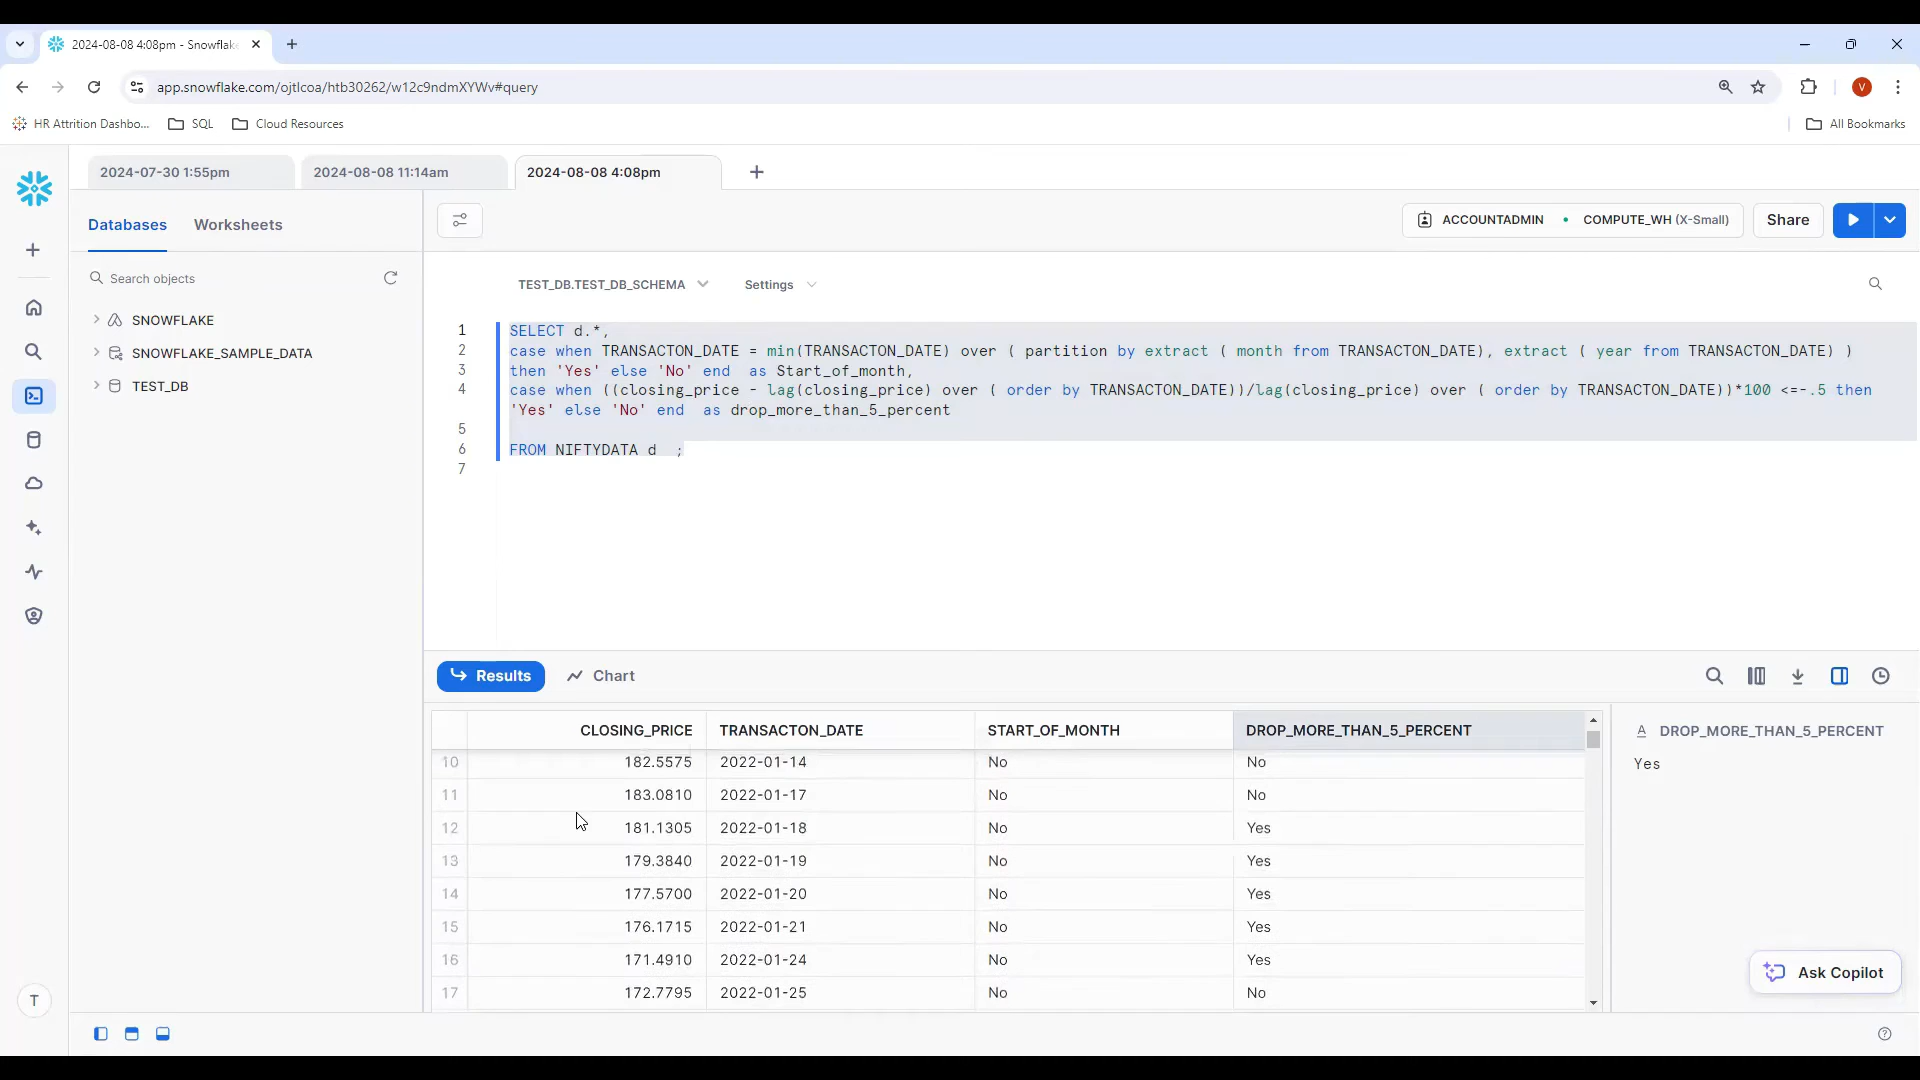 2024-08-08 4:08pm - Snowflak
app.snowflake.com/ojtlcoa/htb30262/w12c9ndmXYWv#query
V
HR Attrition Dashbo...
SQL
Cloud Resources
All Bookmarks
2024-07-30 1:55pm
2024-08-08 11:14am
2024-08-08 4:08pm
Databases
Worksheets
ACCOUNTADMIN
COMPUTE_WH (X-Small)
Share
Search objects
SNOWFLAKE
SNOWFLAKE_SAMPLE_DATA
TEST_DB
TEST_DB.TEST_DB_SCHEMA
Settings
1 SELECT d.*,
2 case when TRANSACTON_DATE = min(TRANSACTON_DATE) over ( partition by extract ( month from TRANSACTON_DATE), extract ( year from TRANSACTON_DATE) )
3 then 'Yes' else 'No' end  as Start_of_month,
4 case when ((closing_price - lag(closing_price) over ( order by TRANSACTON_DATE))/lag(closing_price) over ( order by TRANSACTON_DATE))*100 <=-.5 then
'Yes' else 'No' end  as drop_more_than_5_percent
5
6 FROM NIFTYDATA d  ;
7
Results
Chart
CLOSING_PRICE TRANSACTON_DATE START_OF_MONTH DROP_MORE_THAN_5_PERCENT
10 182.5575 2022-01-14 No No
11 183.0810 2022-01-17 No No
12 181.1305 2022-01-18 No Yes
13 179.3840 2022-01-19 No Yes
14 177.5700 2022-01-20 No Yes
15 176.1715 2022-01-21 No Yes
16 171.4910 2022-01-24 No Yes
17 172.7795 2022-01-25 No No
A DROP_MORE_THAN_5_PERCENT
Yes
Ask Copilot
T